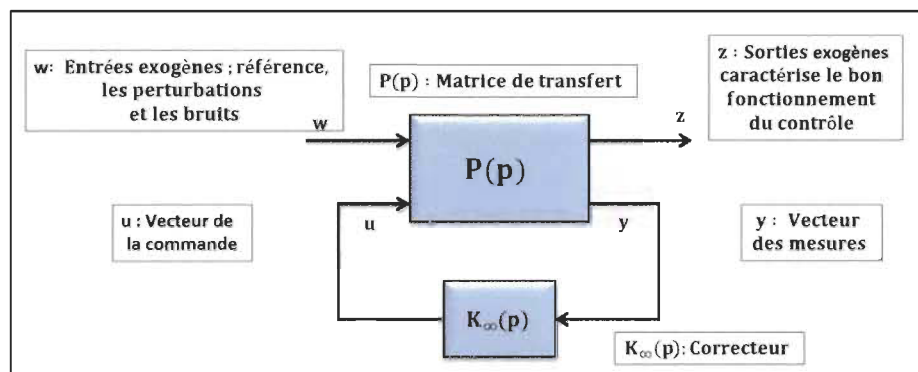 w: Entrées exogènes ; référence,
les perturbations
et les bruits
P(p) : Matrice de transfert
z : Sorties exogènes
caractérise le bon
fonctionnement
du contrôle
w
z
P(p)
u : Vecteur de
la commande
u
y
y : Vecteur
des mesures
K∞(p)
K∞(p): Correcteur